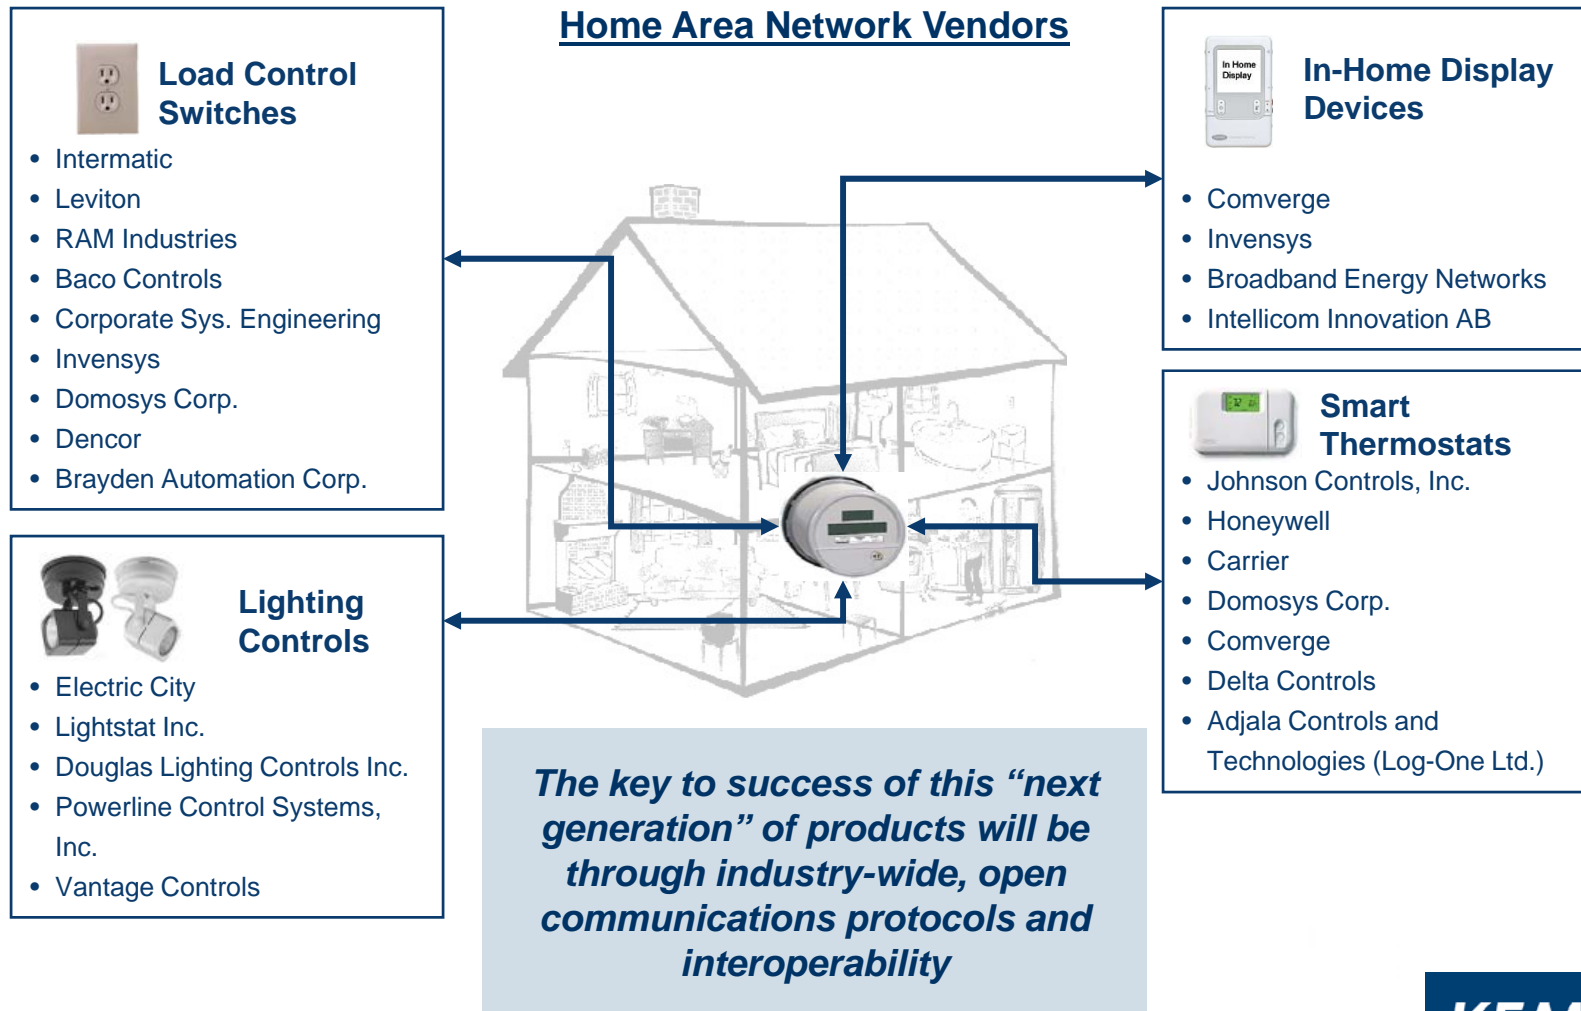 Home Area Network Vendors
Load Control
Switches
• Intermatic
• Leviton
• RAM Industries
• Baco Controls
• Corporate Sys. Engineering
• Invensys
• Domosys Corp.
• Dencor
• Brayden Automation Corp.
Lighting
Controls
• Electric City
• Lightstat Inc.
• Douglas Lighting Controls Inc.
• Powerline Control Systems,
Inc.
• Vantage Controls
In Home
Display
In-Home Display
Devices
• Comverge
• Invensys
• Broadband Energy Networks
• Intellicom Innovation AB
Smart
Thermostats
• Johnson Controls, Inc.
• Honeywell
• Carrier
• Domosys Corp.
• Comverge
• Delta Controls
• Adjala Controls and
Technologies (Log-One Ltd.)
The key to success of this “next
generation” of products will be
through industry-wide, open
communications protocols and
interoperability